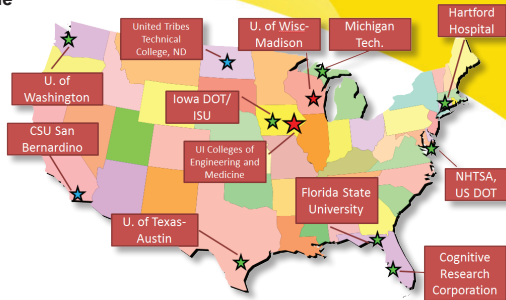 Hartford
Hospital
United Tribes
Technical
College, ND
U. of Wisc-
Madison
Michigan
Tech.
U. of
Washington
Iowa DOT/
ISU
CSU San
Bernardino
UI Colleges of
Engineering and
Medicine
NHTSA,
US DOT
Florida State
University
U. of Texas-
Austin
Cognitive
Research
Corporation